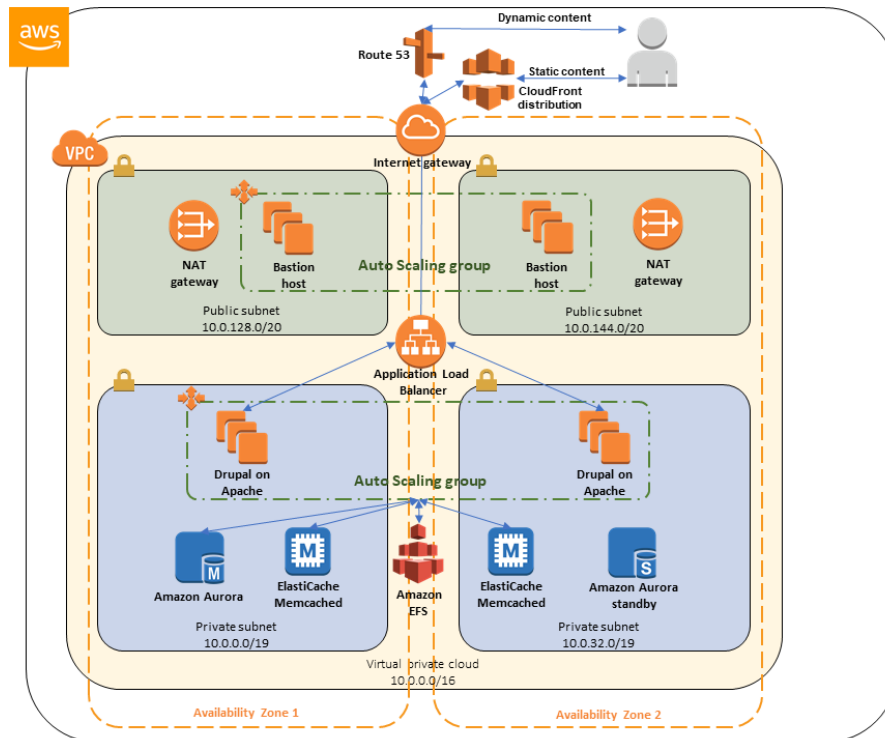 aws
Dynamic content
Route 53
Static content
CloudFront
distribution
VPC
Internet gateway
NAT
gateway
Bastion
host
Auto Scaling group
Bastion
host
NAT
gateway
Public subnet
10.0.128.0/20
Public subnet
10.0.144.0/20
Application Load
Balancer
Drupal on
Apache
Auto Scaling group
Drupal on
Apache
M
Amazon Aurora
M
ElastiCache
Memcached
Amazon
EFS
M
ElastiCache
Memcached
S
Amazon Aurora
standby
Private subnet
10.0.0.0/19
Private subnet
10.0.32.0/19
Virtual private cloud
10.0.0.0/16
Availability Zone 1
Availability Zone 2